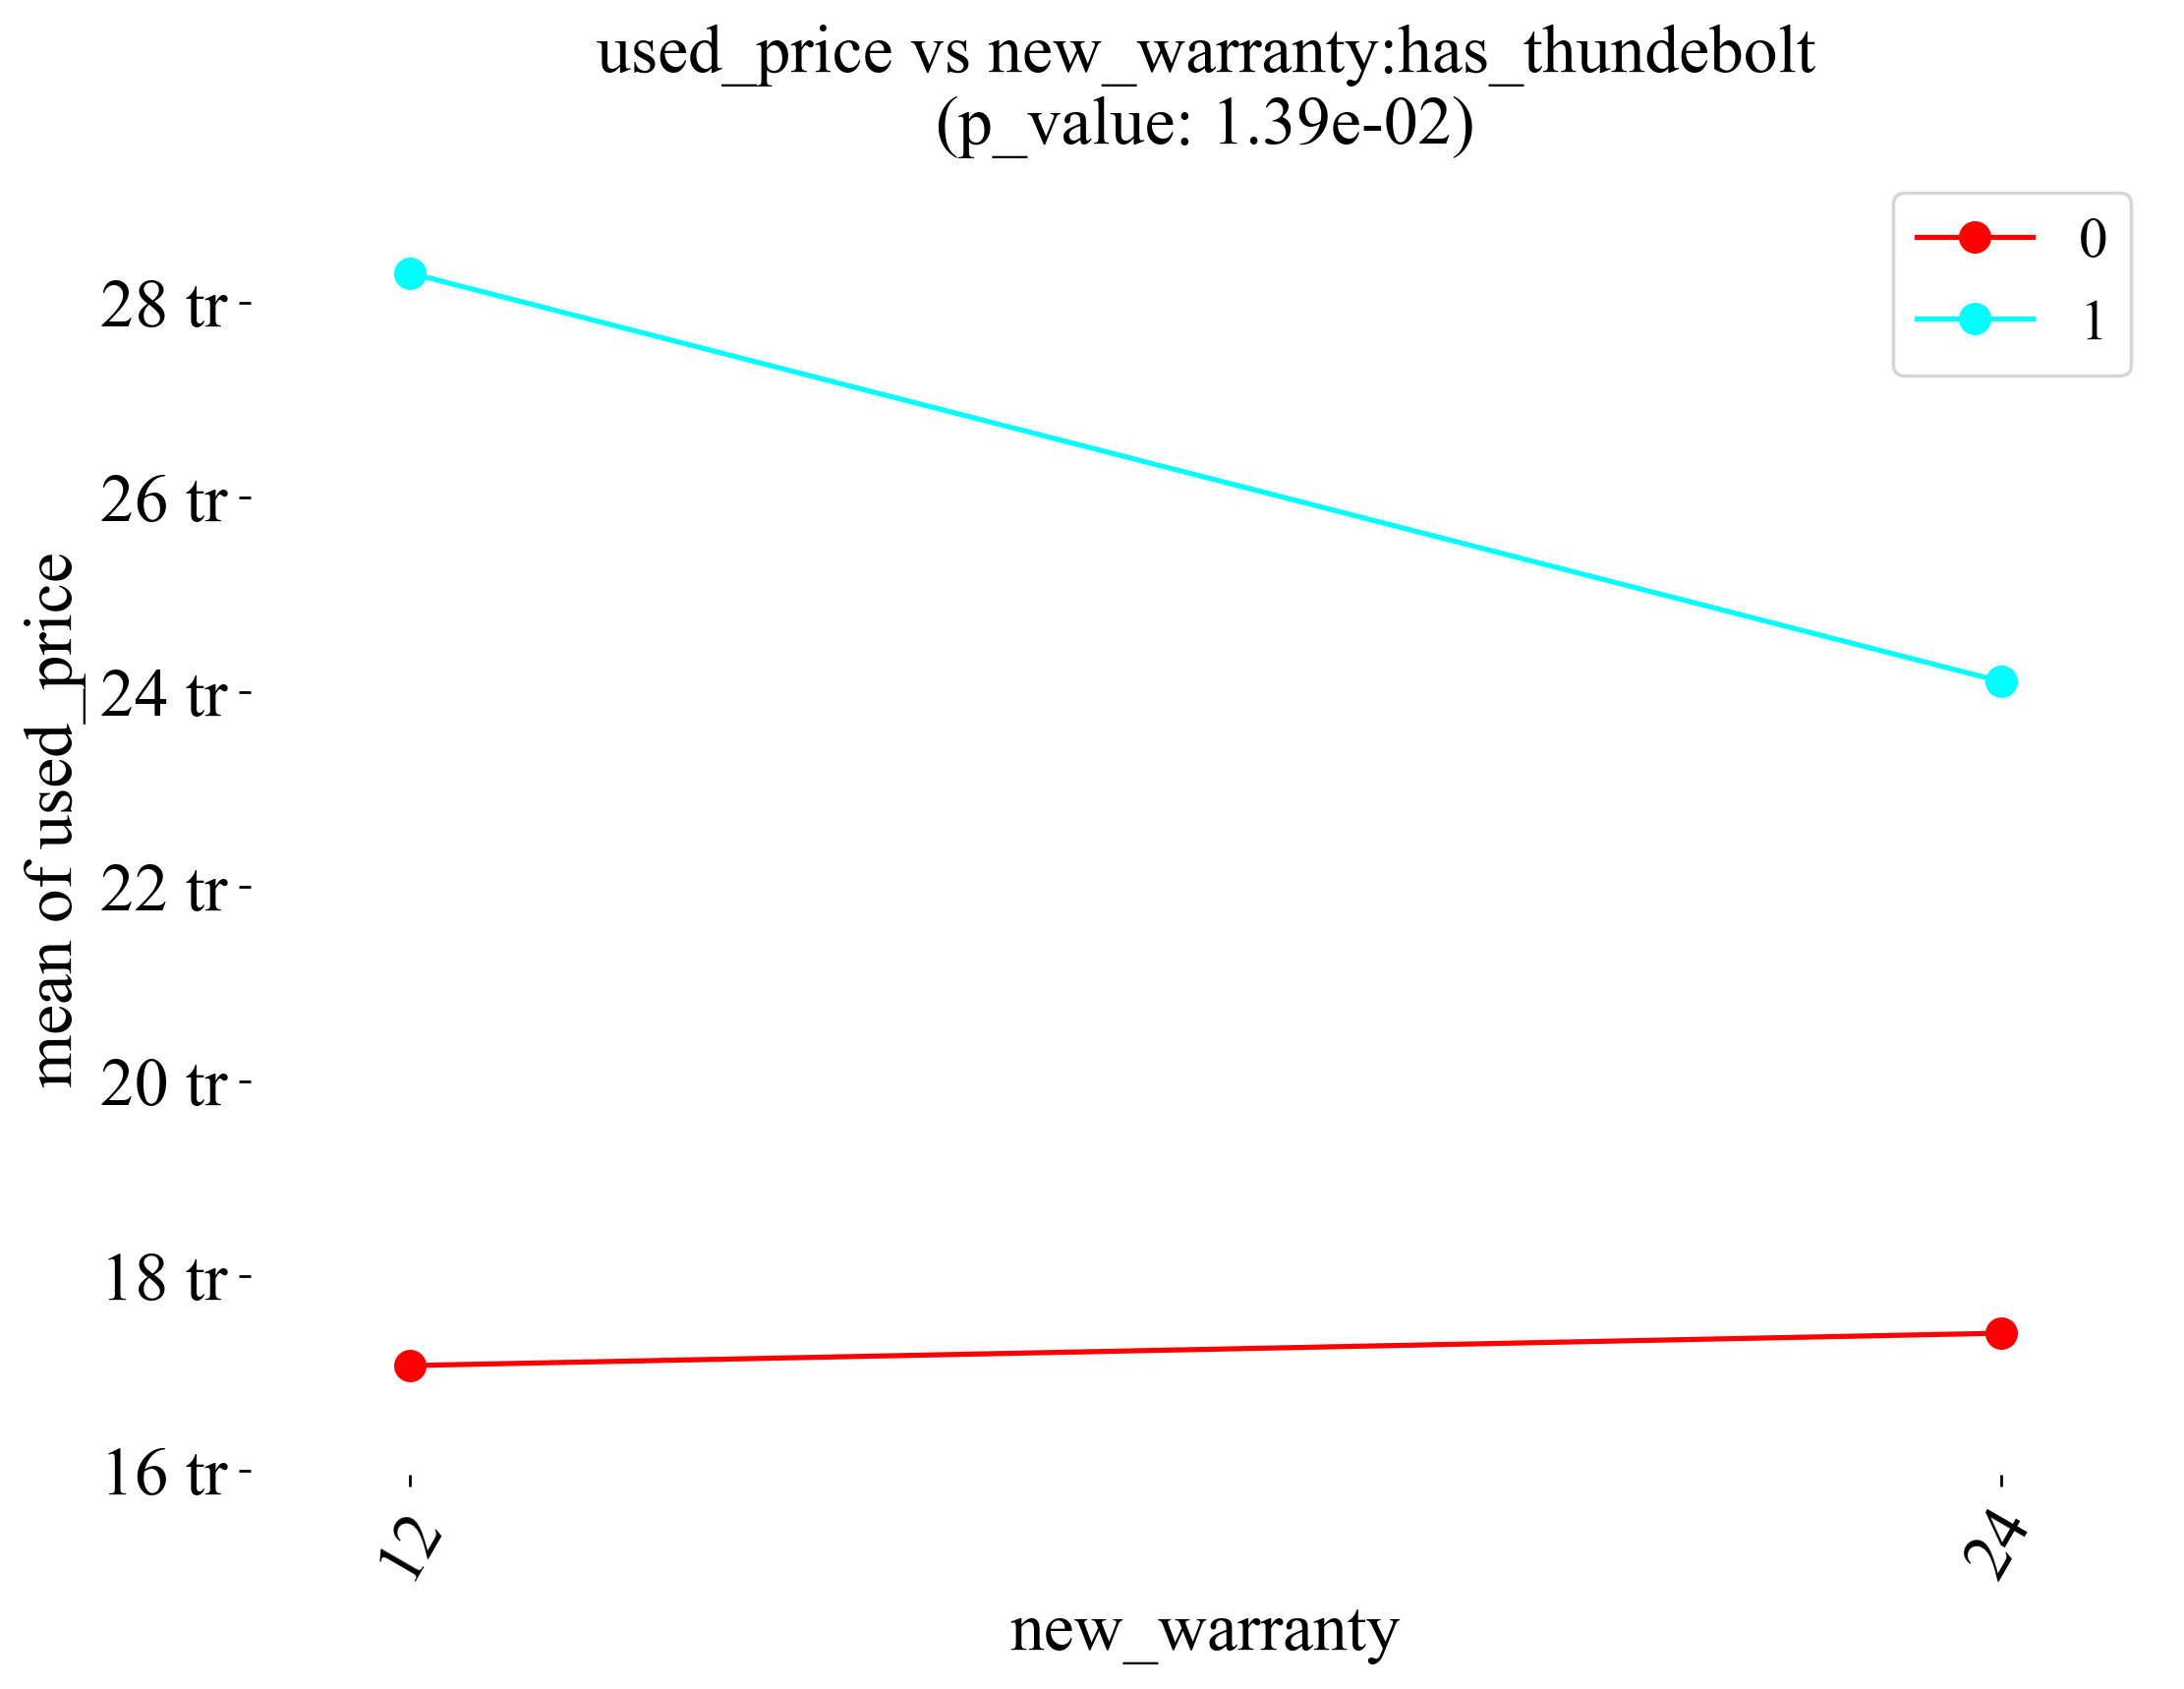 used_price vs new_warranty:has_thundebolt
(p_value: 1.39e-02)
0
1
28 tr
26 tr
24 tr
22 tr
20 tr
18 tr
16 tr
mean of used_price
12
24
new_warranty